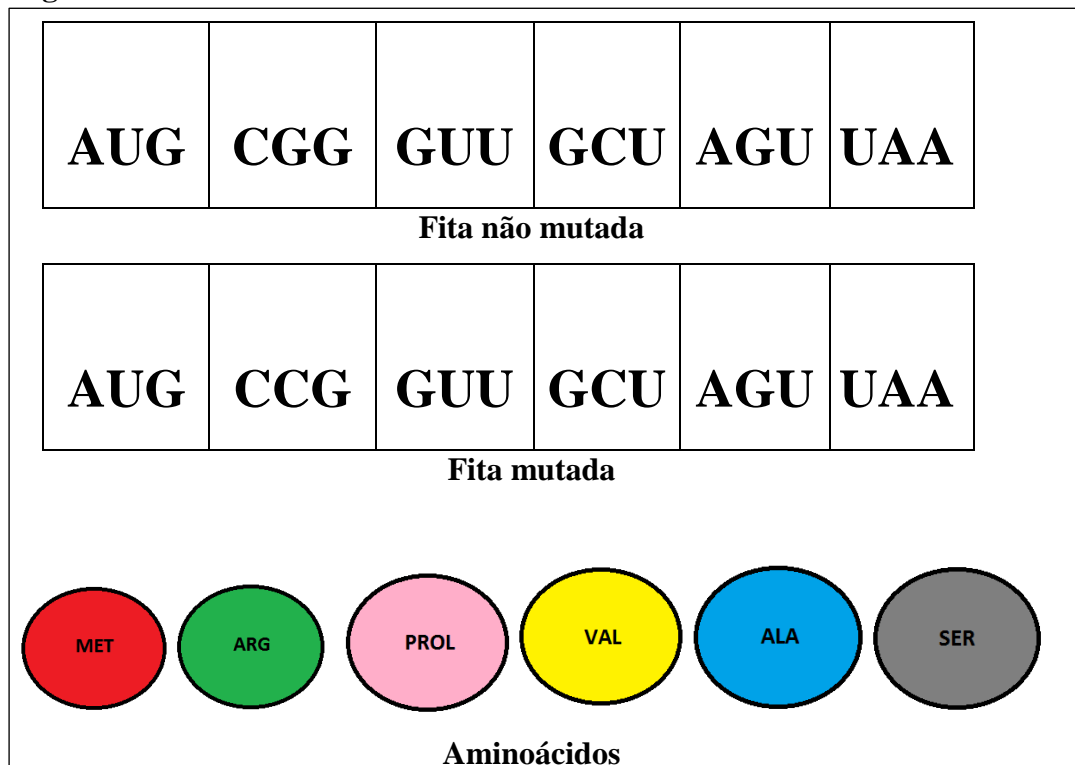 AUG CGG GUU GCU AGU UAA
Fita não mutada
AUG CCG GUU GCU AGU UAA
Fita mutada
MET ARG PROL VAL ALA SER
Aminoácidos